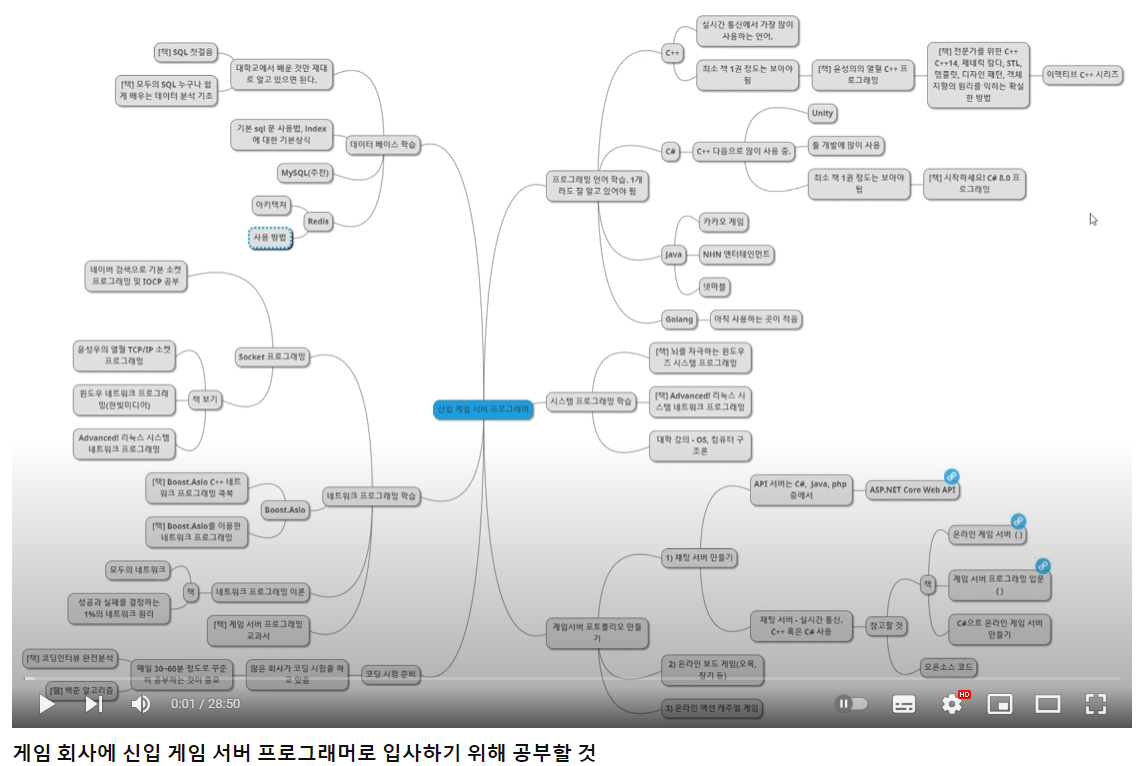 [책] SQL 첫걸음
[책] 모두의 SQL 누구나 쉽
게 배우는 데이터 분석 기초
대학교에서 배운 것만 제대
로 알고 있으면 된다.
기본 sql 문 사용법, Index
에 대한 기본상식
MySQL(추천)
아키텍처
사용 방법
Redis
데이터 베이스 학습
네이버 검색으로 기본 소켓
프로그래밍 및 IOCP 공부
Socket 프로그래밍
윤성우의 열혈 TCP/IP 소켓
프로그래밍
윈도우 네트워크 프로그래
밍(한빛미디어)
Advanced! 리눅스 시스템
네트워크 프로그래밍
책 보기
[책] Boost.Asio C++ 네트
워크 프로그래밍 쿡북
[책] Boost.Asio를 이용한
네트워크 프로그래밍
Boost.Asio
네트워크 프로그래밍 학습
모두의 네트워크
성공과 실패를 결정하는
1%의 네트워크 원리
책
네트워크 프로그래밍 이론
[책] 게임 서버 프로그래밍
교과서
[책] 코딩인터뷰 완전분석
[웹] 백준 알고리즘
매일 30~60분 정도로 꾸준
히 공부하는 것이 중요
많은 회사가 코딩 시험을 하
고 있음
코딩 시험 준비
신입 게임 서버 프로그래머
프로그래밍 언어 학습. 1개
라도 잘 알고 있어야 됨
C++
실시간 통신에서 가장 많이
사용하는 언어.
최소 책 1권 정도는 보아야
됨
[책] 윤성의의 열혈 C++ 프
로그래밍
[책] 전문가를 위한 C++
C++14, 제네릭 람다, STL,
템플릿, 디자인 패턴, 객체
지향의 원리를 익히는 확실
한 방법
이펙티브 C++ 시리즈
C#
C++ 다음으로 많이 사용 중.
Unity
툴 개발에 많이 사용
최소 책 1권 정도는 보아야
됨
[책] 시작하세요! C# 8.0 프
로그래밍
Java
카카오 게임
NHN 엔터테인먼트
넷마블
Golang
아직 사용하는 곳이 적음
시스템 프로그래밍 학습
[책] 뇌를 자극하는 윈도우
즈 시스템 프로그래밍
[책] Advanced! 리눅스 시
스템 네트워크 프로그래밍
대학 강의 - OS, 컴퓨터 구
조론
게임서버 포토폴리오 만들
기
1) 채팅 서버 만들기
API 서버는 C#, Java, php
중에서
ASP.NET Core Web API
채팅 서버 - 실시간 통신.
C++ 혹은 C# 사용
참고할 것
책
온라인 게임 서버 ( )
게임 서버 프로그래밍 입문
( )
C#으로 온라인 게임 서버
만들기
오픈소스 코드
2) 온라인 보드 게임(오목,
장기 등)
3) 온라인 액션 캐주얼 게임
0:01 / 28:50
HD
게임 회사에 신입 게임 서버 프로그래머로 입사하기 위해 공부할 것